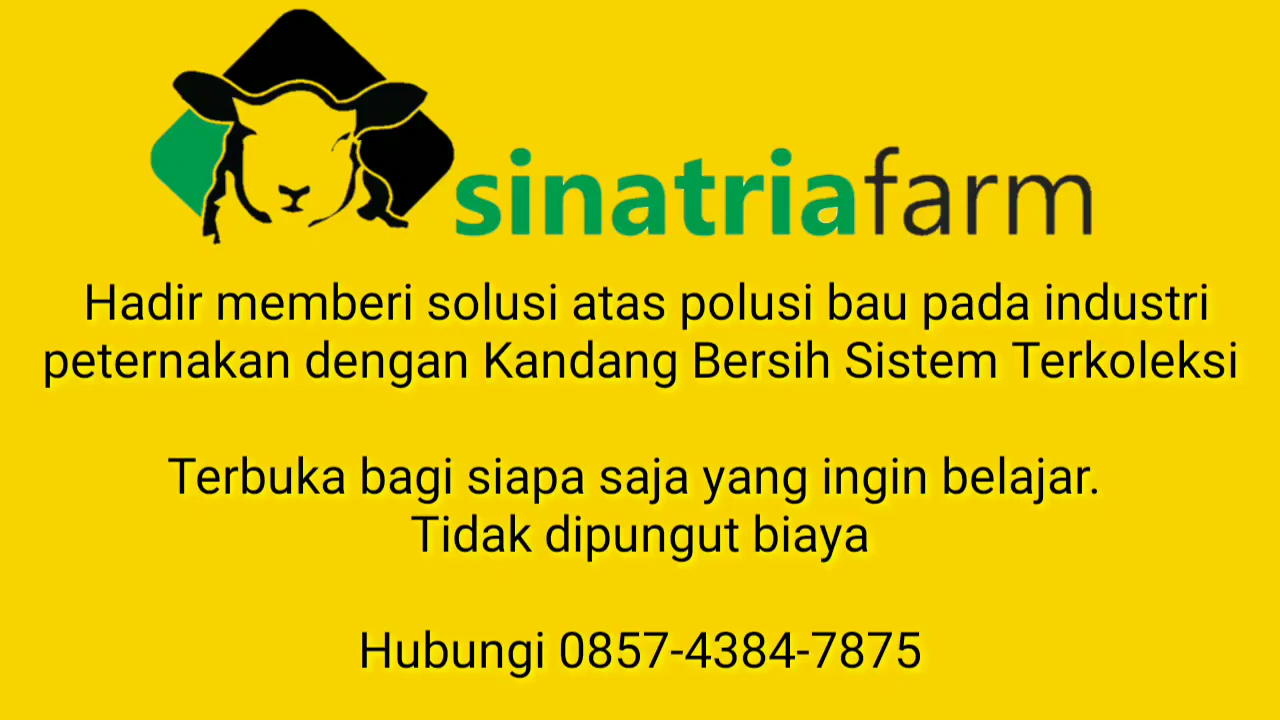 sinatriafarm
Hadir memberi solusi atas polusi bau pada industri
peternakan dengan Kandang Bersih Sistem Terkoleksi
Terbuka bagi siapa saja yang ingin belajar.
Tidak dipungut biaya
Hubungi 0857-4384-7875